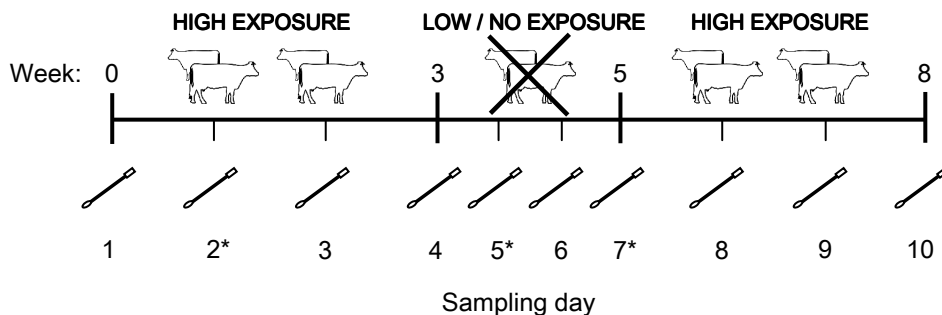 HIGH EXPOSURE LOW / NO EXPOSURE HIGH EXPOSURE
Week: 0 3 5 8
1 2* 3 4 5* 6 7* 8 9 10
Sampling day